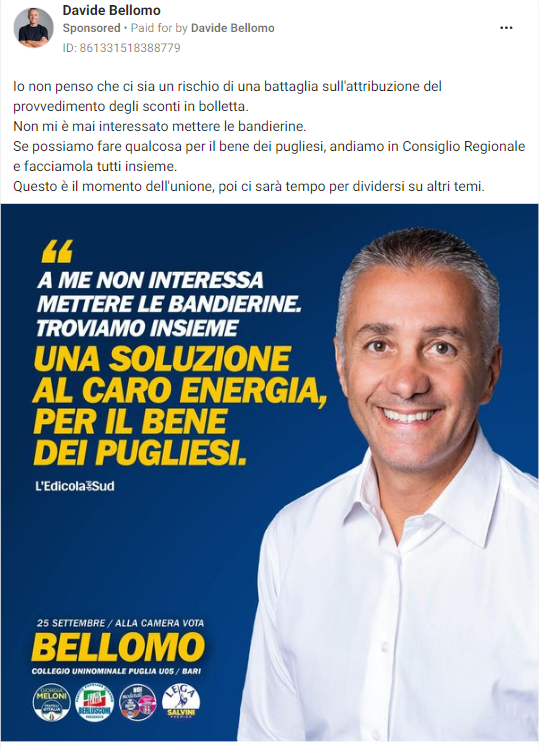 Davide Bellomo
Sponsored • Paid for by Davide Bellomo
ID: 861331518388779
Io non penso che ci sia un rischio di una battaglia sull'attribuzione del
provvedimento degli sconti in bolletta.
Non mi è mai interessato mettere le bandierine.
Se possiamo fare qualcosa per il bene dei pugliesi, andiamo in Consiglio Regionale
e facciamola tutti insieme.
Questo è il momento dell'unione, poi ci sarà tempo per dividersi su altri temi.
“
A ME NON INTERESSA
METTERE LE BANDIERINE.
TROVIAMO INSIEME
UNA SOLUZIONE
AL CARO ENERGIA,
PER IL BENE
DEI PUGLIESI.
L'Edicola del Sud
25 SETTEMBRE / ALLA CAMERA VOTA
BELLOMO
COLLEGIO UNINOMINALE PUGLIA U05 / BARI
GIORGIA
MELONI
FRATELLI
D'ITALIA
FORZA
ITALIA
BERLUSCONI
PRESIDENTE
NOI
moderati
LEGA
SALVINI
PREMIER